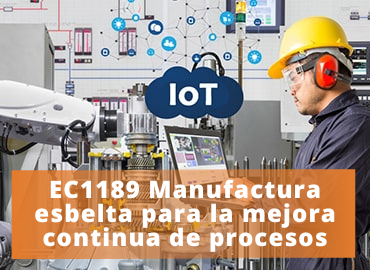 IoT
EC1189 Manufactura
esbelta para la mejora
continua de procesos